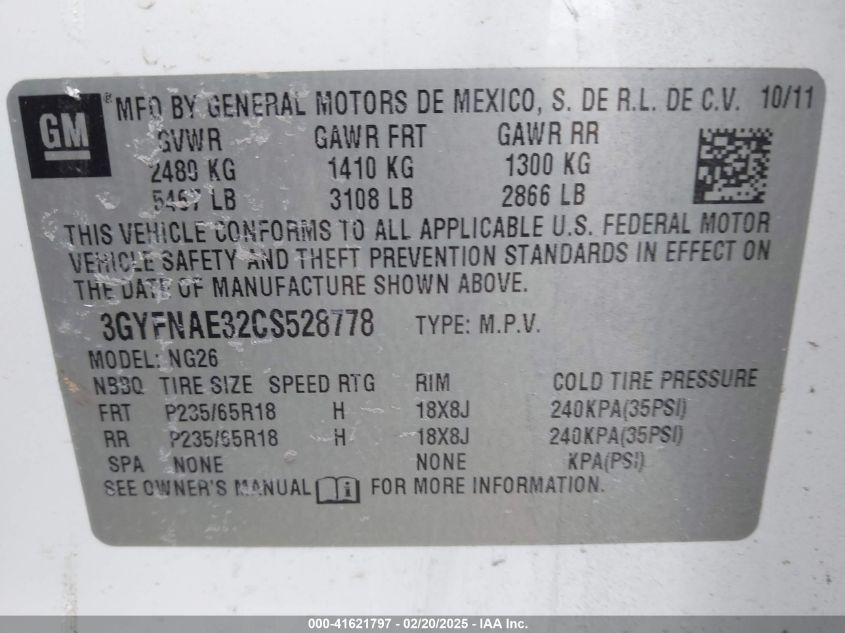 GM
® MFD BY GENERAL MOTORS DE MEXICO, S. DE R.L. DE C.V. 10/11
GVWR GAWR FRT GAWR RR
2480 KG 1410 KG 1300 KG
5467 LB 3108 LB 2866 LB
THIS VEHICLE CONFORMS TO ALL APPLICABLE U.S. FEDERAL MOTOR
VEHICLE SAFETY AND THEFT PREVENTION STANDARDS IN EFFECT ON
THE DATE OF MANUFACTURE SHOWN ABOVE.
3GYFNAE32CS528778 TYPE: M.P.V.
MODEL: NG26
NBBQ TIRE SIZE SPEED RTG RIM COLD TIRE PRESSURE
FRT P235/65R18 H 18X8J 240KPA(35PSI)
RR P235/65R18 H 18X8J 240KPA(35PSI)
SPA NONE NONE KPA(PSI)
SEE OWNER'S MANUAL FOR MORE INFORMATION.
000-41621797 - 02/20/2025 - IAA Inc.